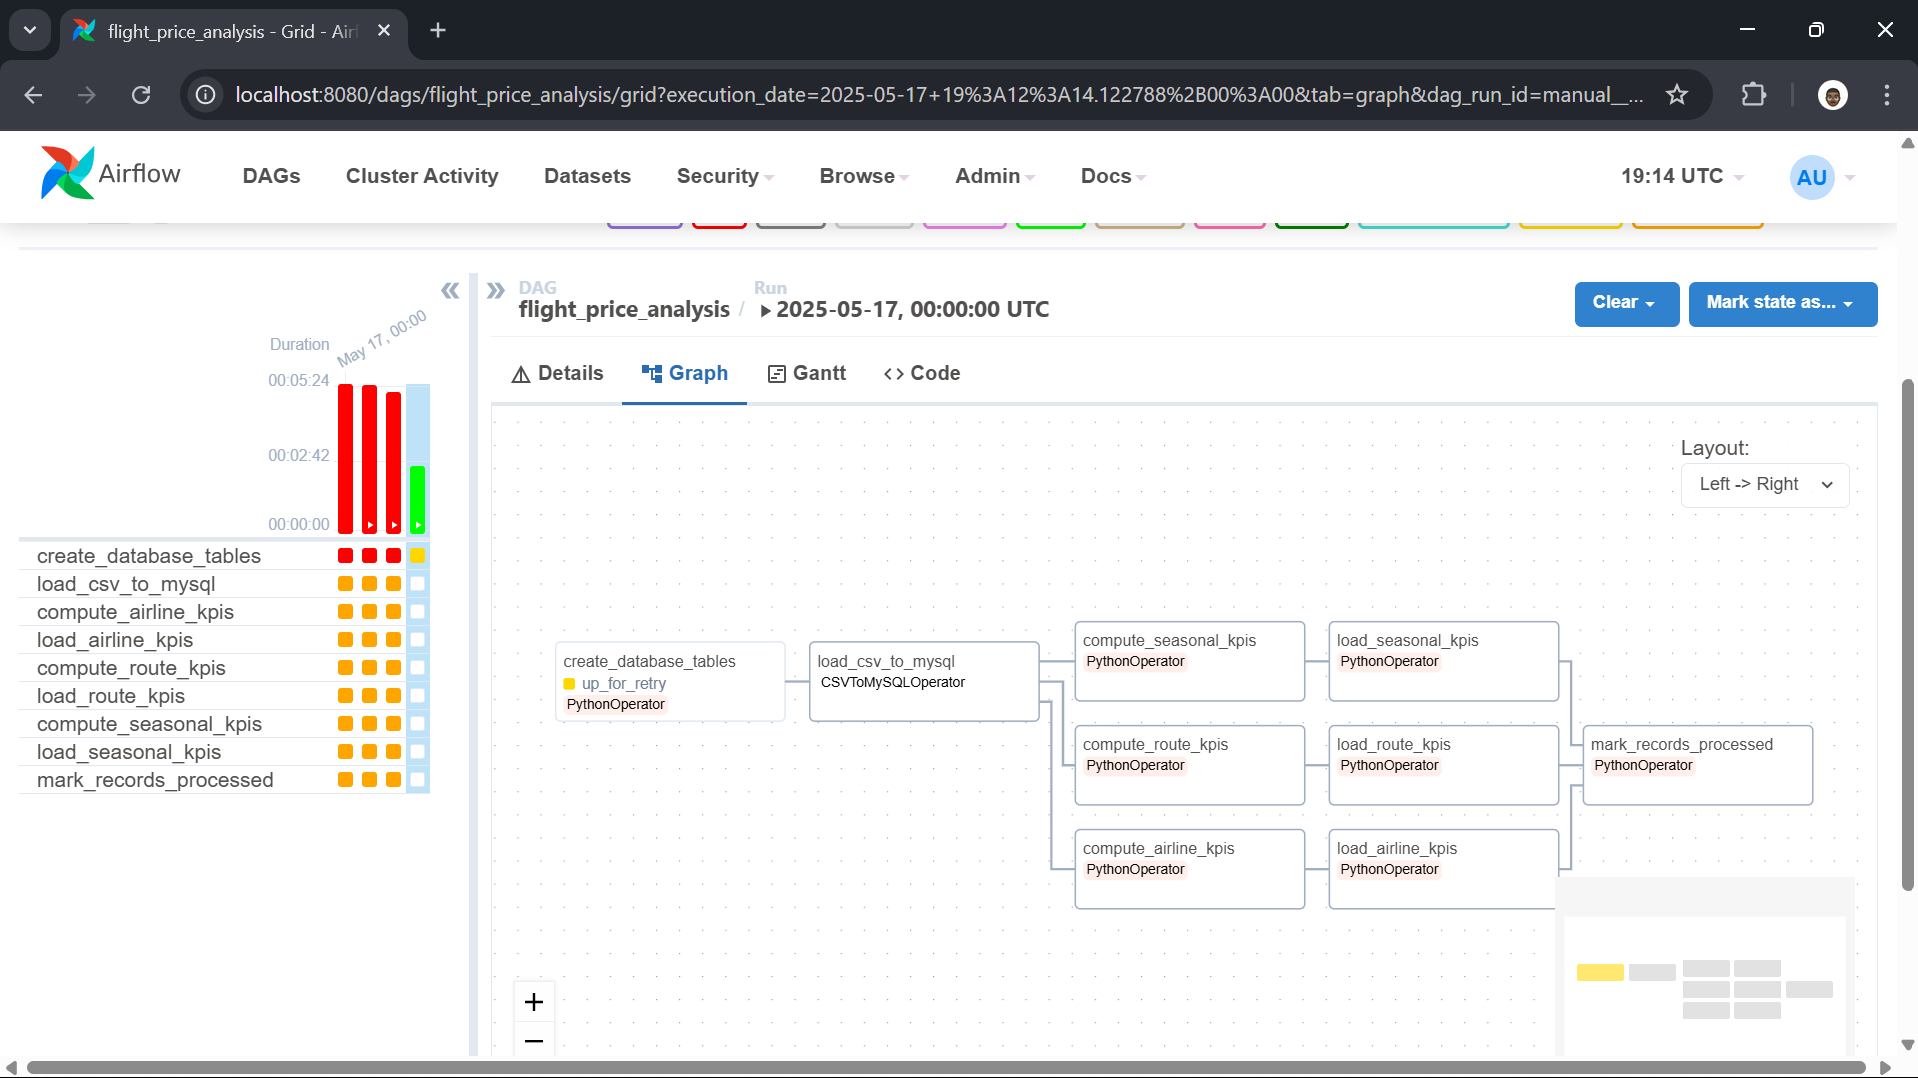 flight_price_analysis - Grid - Air
localhost:8080/dags/flight_price_analysis/grid?execution_date=2025-05-17+19%3A12%3A14.122788%2B00%3A00&tab=graph&dag_run_id=manual__...
Airflow
DAGs
Cluster Activity
Datasets
Security
Browse
Admin
Docs
19:14 UTC
AU
DAG
flight_price_analysis
/
Run
2025-05-17, 00:00:00 UTC
Clear
Mark state as...
Duration
May 17, 00:00
00:05:24
00:02:42
00:00:00
create_database_tables
load_csv_to_mysql
compute_airline_kpis
load_airline_kpis
compute_route_kpis
load_route_kpis
compute_seasonal_kpis
load_seasonal_kpis
mark_records_processed
Details
Graph
Gantt
Code
Layout:
Left -> Right
create_database_tables
up_for_retry
PythonOperator
load_csv_to_mysql
CSVToMySQLOperator
compute_seasonal_kpis
PythonOperator
load_seasonal_kpis
PythonOperator
compute_route_kpis
PythonOperator
load_route_kpis
PythonOperator
mark_records_processed
PythonOperator
compute_airline_kpis
PythonOperator
load_airline_kpis
PythonOperator